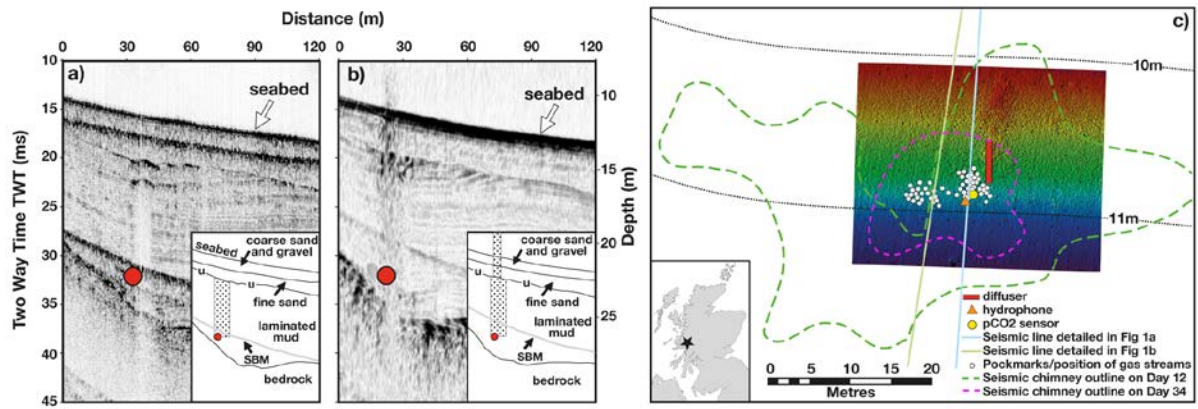 Distance (m)
0 30 60 90 120 0 30 60 90 120
Two Way Time TWT (ms)
10
15
20
25
30
35
40
45
a)
seabed
seabed
coarse sand
and gravel
u
u
fine sand
laminated
mud
SBM
bedrock
b)
seabed
coarse sand
and gravel
u
u
fine sand
laminated
mud
SBM
bedrock
10
15
20
25
Depth (m)
c)
10m
11m
diffuser
hydrophone
pCO2 sensor
Seismic line detailed in Fig 1a
Seismic line detailed in Fig 1b
Pockmarks/position of gas streams
Seismic chimney outline on Day 12
Seismic chimney outline on Day 34
0 5 10 20
Metres